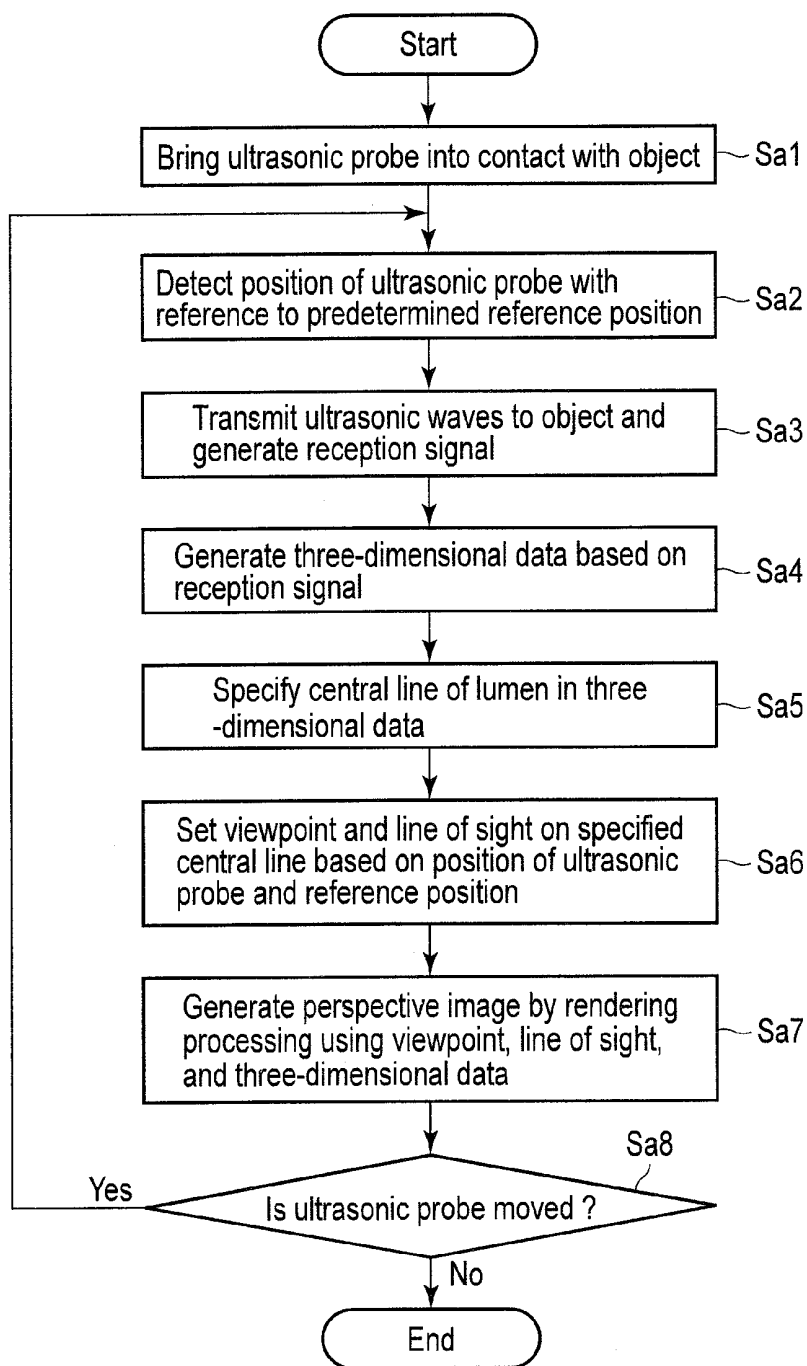 Start
Bring ultrasonic probe into contact with object
Sa1
Detect position of ultrasonic probe with
reference to predetermined reference position
Sa2
Transmit ultrasonic waves to object and
generate reception signal
Sa3
Generate three-dimensional data based on
reception signal
Sa4
Specify central line of lumen in three
-dimensional data
Sa5
Set viewpoint and line of sight on specified
central line based on position of ultrasonic
probe and reference position
Sa6
Generate perspective image by rendering
processing using viewpoint, line of sight,
and three-dimensional data
Sa7
Sa8
Yes
Is ultrasonic probe moved ?
No
End